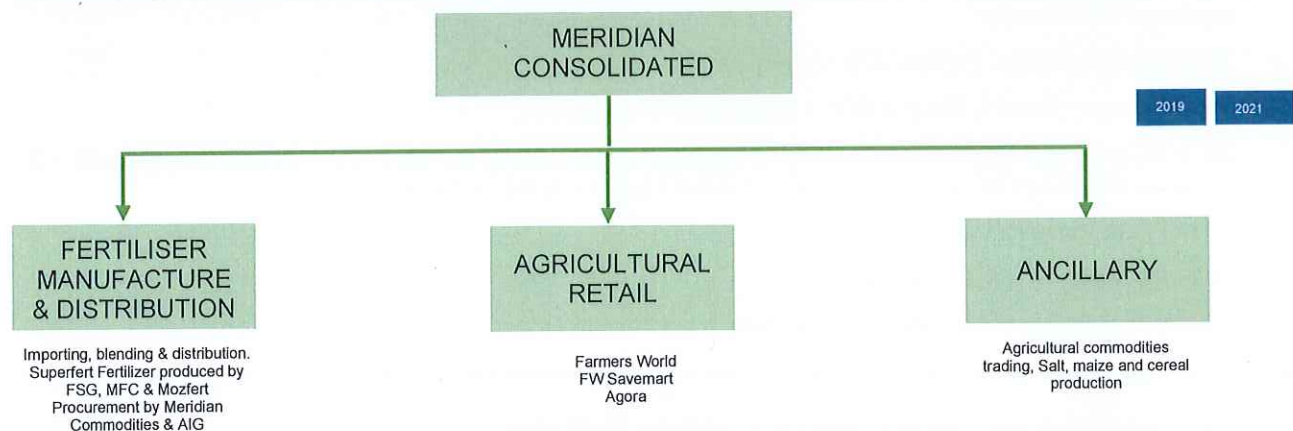 MERIDIAN
CONSOLIDATED
2019
2021
FERTILISER
MANUFACTURE
& DISTRIBUTION
Importing, blending & distribution.
Superfert Fertilizer produced by
FSG, MFC & Mozfert
Procurement by Meridian
Commodities & AIG
AGRICULTURAL
RETAIL
Farmers World
FW Savemart
Agora
ANCILLARY
Agricultural commodities
trading, Salt, maize and cereal
production